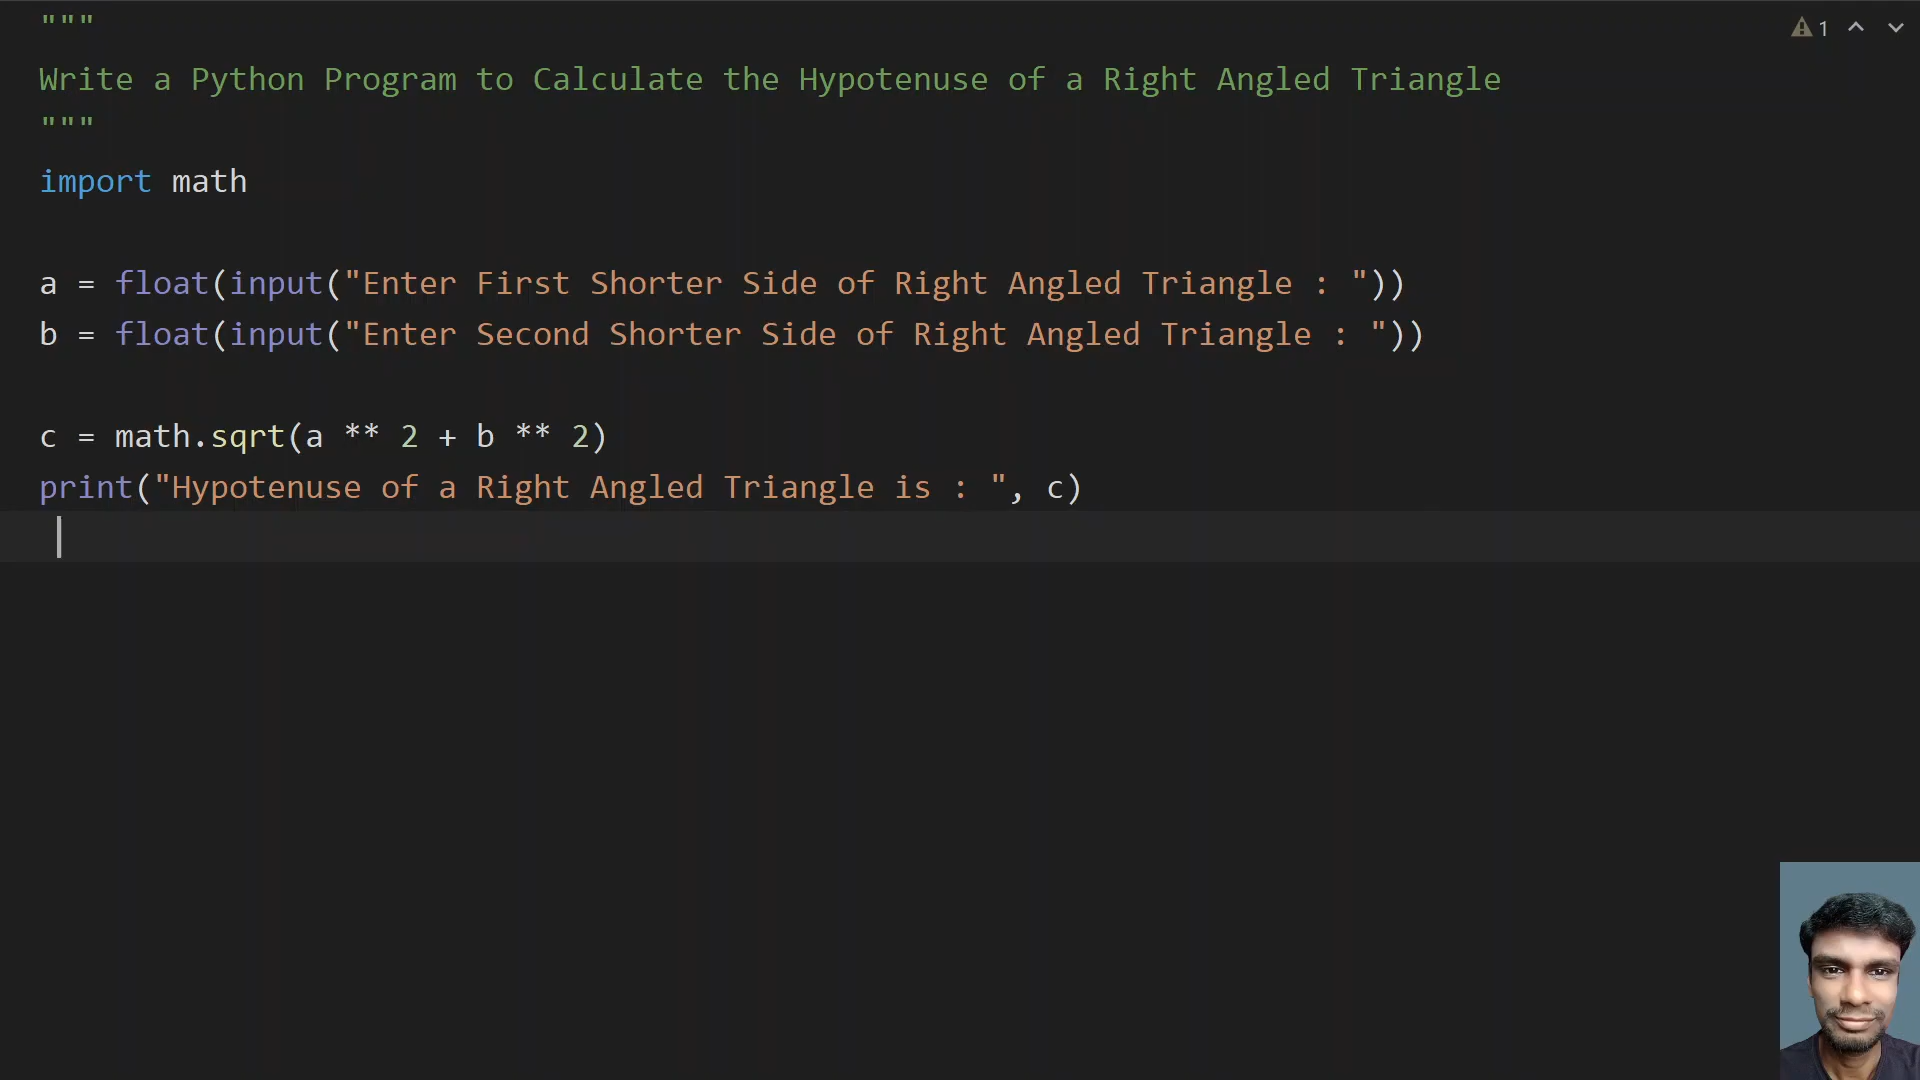 """
Write a Python Program to Calculate the Hypotenuse of a Right Angled Triangle
"""
import math
a = float(input("Enter First Shorter Side of Right Angled Triangle : "))
b = float(input("Enter Second Shorter Side of Right Angled Triangle : "))
c = math.sqrt(a ** 2 + b ** 2)
print("Hypotenuse of a Right Angled Triangle is : ", c)
1